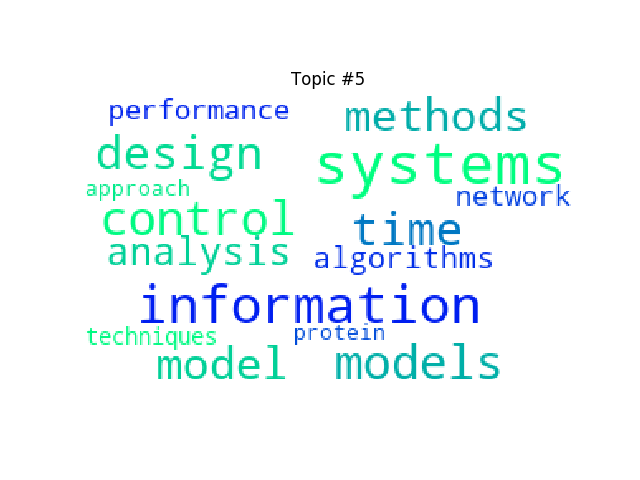 Topic #5
performance
methods
design
systems
approach
network
control
time
analysis
algorithms
information
techniques
protein
model
models